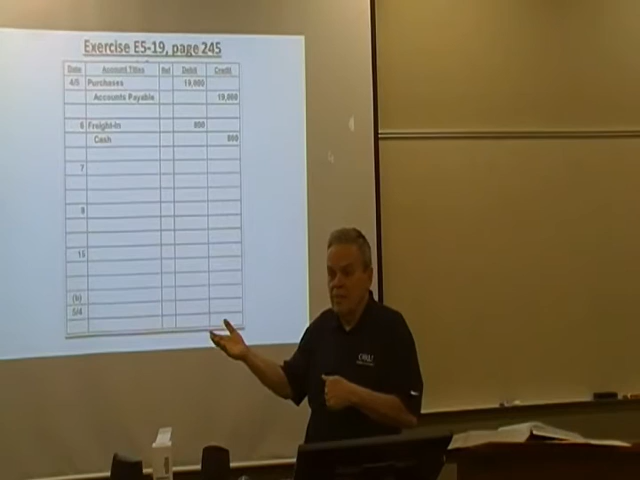 Exercise E5-19, page 245
Date Account Titles Ref Debit Credit
4/5 Purchases 19,000
Accounts Payable 19,000
6 Freight-in 800
Cash 800
7
8
15
(b)
5/4